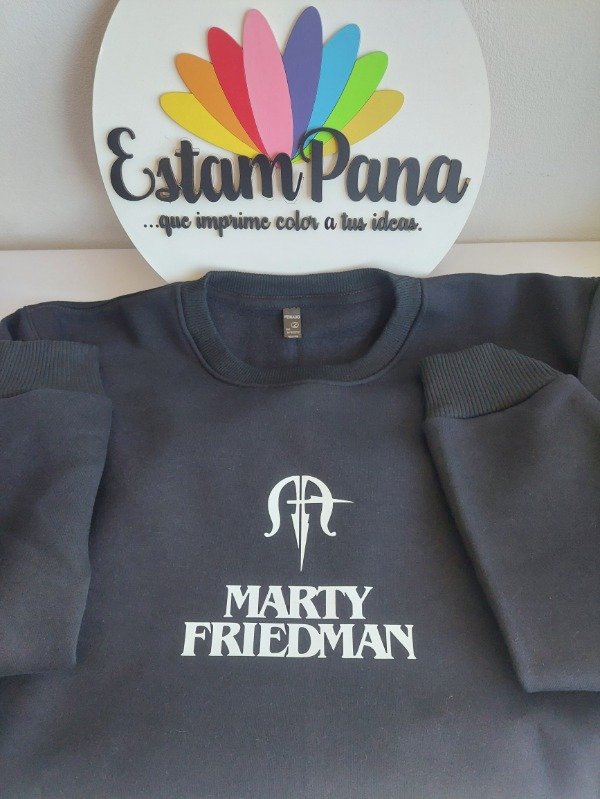 EstamPana
...que imprime color a tus ideas.
MARTY
FRIEDMAN